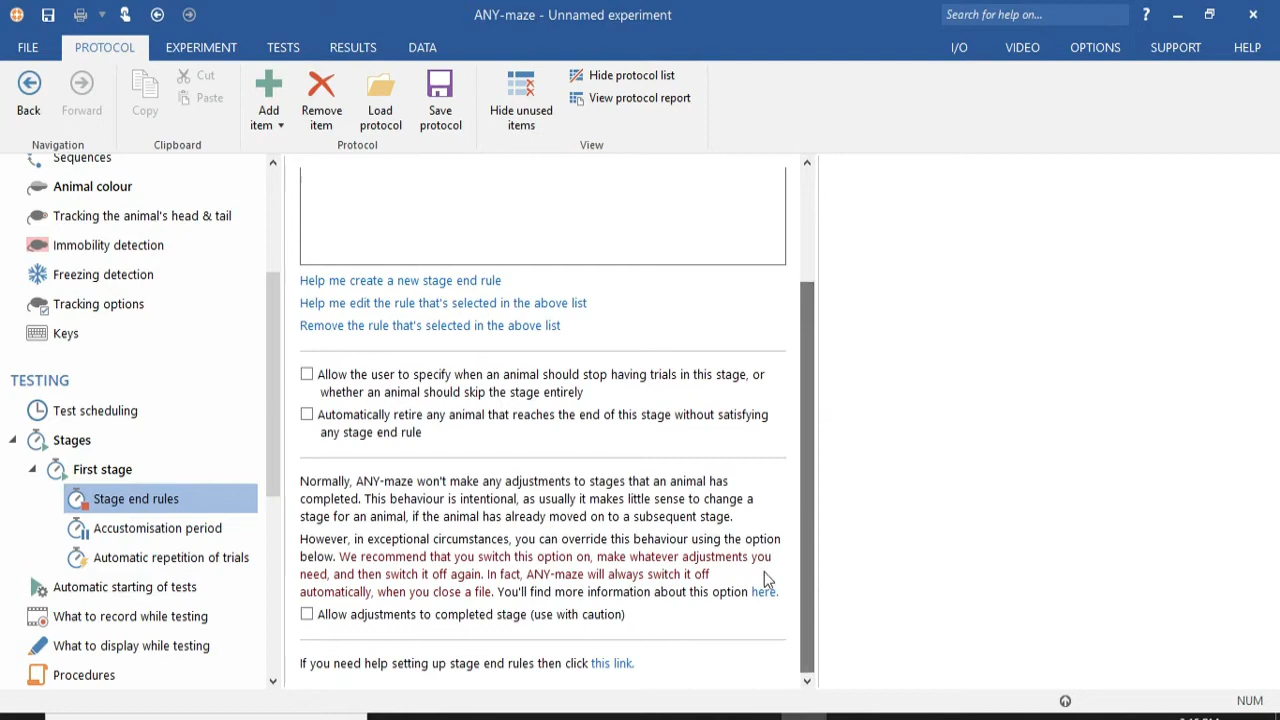 ANY-maze - Unnamed experiment
Search for help on...
?
FILE PROTOCOL EXPERIMENT TESTS RESULTS DATA I/O VIDEO OPTIONS SUPPORT HELP
Back
Forward
Navigation
Copy
Cut
Paste
Clipboard
Add item
Remove item
Load protocol
Save protocol
Protocol
Hide unused items
Hide protocol list
View protocol report
View
Sequences
Animal colour
Tracking the animal's head & tail
Immobility detection
Freezing detection
Tracking options
Keys
TESTING
Test scheduling
Stages
First stage
Stage end rules
Accustomisation period
Automatic repetition of trials
Automatic starting of tests
What to record while testing
What to display while testing
Procedures
Help me create a new stage end rule
Help me edit the rule that's selected in the above list
Remove the rule that's selected in the above list
Allow the user to specify when an animal should stop having trials in this stage, or
whether an animal should skip the stage entirely
Automatically retire any animal that reaches the end of this stage without satisfying
any stage end rule
Normally, ANY-maze won't make any adjustments to stages that an animal has
completed. This behaviour is intentional, as usually it makes little sense to change a
stage for an animal, if the animal has already moved on to a subsequent stage.
However, in exceptional circumstances, you can override this behaviour using the option
below. We recommend that you switch this option on, make whatever adjustments you
need, and then switch it off again. In fact, ANY-maze will always switch it off
automatically, when you close a file. You'll find more information about this option here.
Allow adjustments to completed stage (use with caution)
If you need help setting up stage end rules then click this link.
NUM